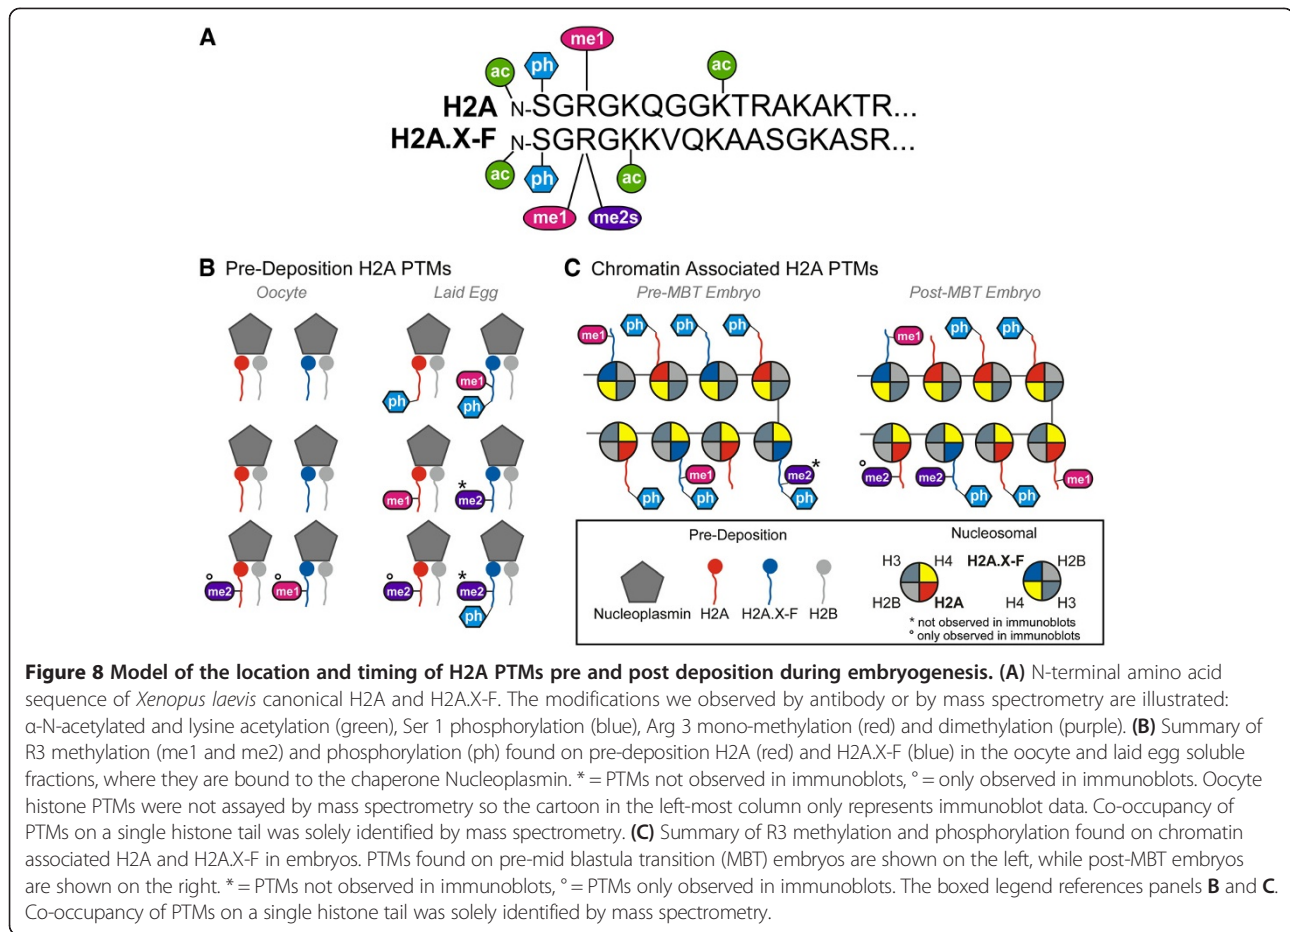 A
me1
ac
ph
ac
H2A N-SGRGKQGGKTRAKAKTR...
H2A.X-F N-SGRGKKVQKAASGKASR...
ac
ph
ac
me1
me2s
B Pre-Deposition H2A PTMs
Oocyte
Laid Egg
ph
me1
ph
me1
*
me2
°
me2
°
me1
°
me2
*
me2
ph
C Chromatin Associated H2A PTMs
Pre-MBT Embryo
Post-MBT Embryo
me1
ph
ph
ph
me1
ph
ph
ph
me1
ph
me2
*
ph
°
me2
me2
ph
ph
me1
Pre-Deposition
Nucleoplasmin
H2A
H2A.X-F
H2B
Nucleosomal
H3
H4
H2B
H2A
H2A.X-F
H2B
H4
H3
* not observed in immunoblots
° only observed in immunoblots
Figure 8 Model of the location and timing of H2A PTMs pre and post deposition during embryogenesis. (A) N-terminal amino acid
sequence of Xenopus laevis canonical H2A and H2A.X-F. The modifications we observed by antibody or by mass spectrometry are illustrated:
α-N-acetylated and lysine acetylation (green), Ser 1 phosphorylation (blue), Arg 3 mono-methylation (red) and dimethylation (purple). (B) Summary of
R3 methylation (me1 and me2) and phosphorylation (ph) found on pre-deposition H2A (red) and H2A.X-F (blue) in the oocyte and laid egg soluble
fractions, where they are bound to the chaperone Nucleoplasmin. * = PTMs not observed in immunoblots, ° = only observed in immunoblots. Oocyte
histone PTMs were not assayed by mass spectrometry so the cartoon in the left-most column only represents immunoblot data. Co-occupancy of
PTMs on a single histone tail was solely identified by mass spectrometry. (C) Summary of R3 methylation and phosphorylation found on chromatin
associated H2A and H2A.X-F in embryos. PTMs found on pre-mid blastula transition (MBT) embryos are shown on the left, while post-MBT embryos
are shown on the right. * = PTMs not observed in immunoblots, ° = PTMs only observed in immunoblots. The boxed legend references panels B and C.
Co-occupancy of PTMs on a single histone tail was solely identified by mass spectrometry.